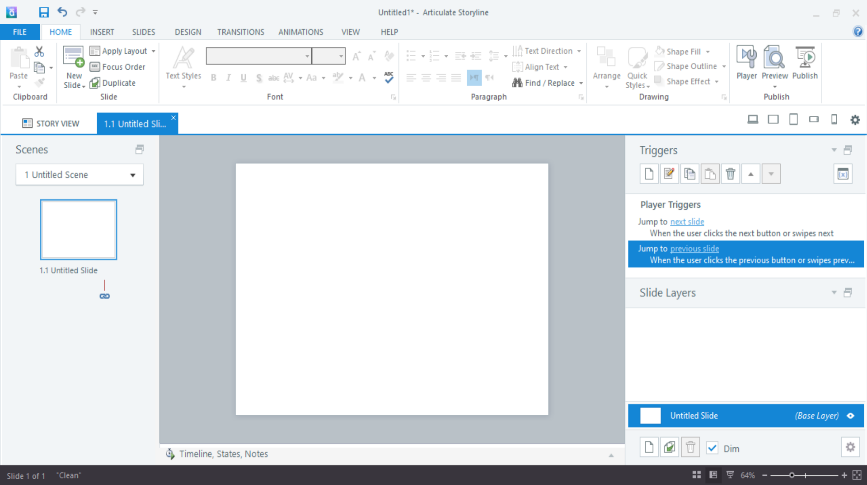 Untitled1* - Articulate Storyline
FILE HOME INSERT SLIDES DESIGN TRANSITIONS ANIMATIONS VIEW HELP
Paste
Clipboard
New Slide
Apply Layout
Focus Order
Duplicate
Slide
Text Styles
B I U S abc AV Aa aby A ABC
Font
Text Direction
Align Text
Find / Replace
Paragraph
Arrange
Quick Styles
Shape Fill
Shape Outline
Shape Effect
Drawing
Player
Preview
Publish
Publish
STORY VIEW
1.1 Untitled Sli...
Scenes
1 Untitled Scene
1.1 Untitled Slide
Timeline, States, Notes
Triggers
Player Triggers
Jump to next slide
When the user clicks the next button or swipes next
Jump to previous slide
When the user clicks the previous button or swipes prev...
Slide Layers
Untitled Slide (Base Layer)
Dim
Slide 1 of 1 "Clean" 64%